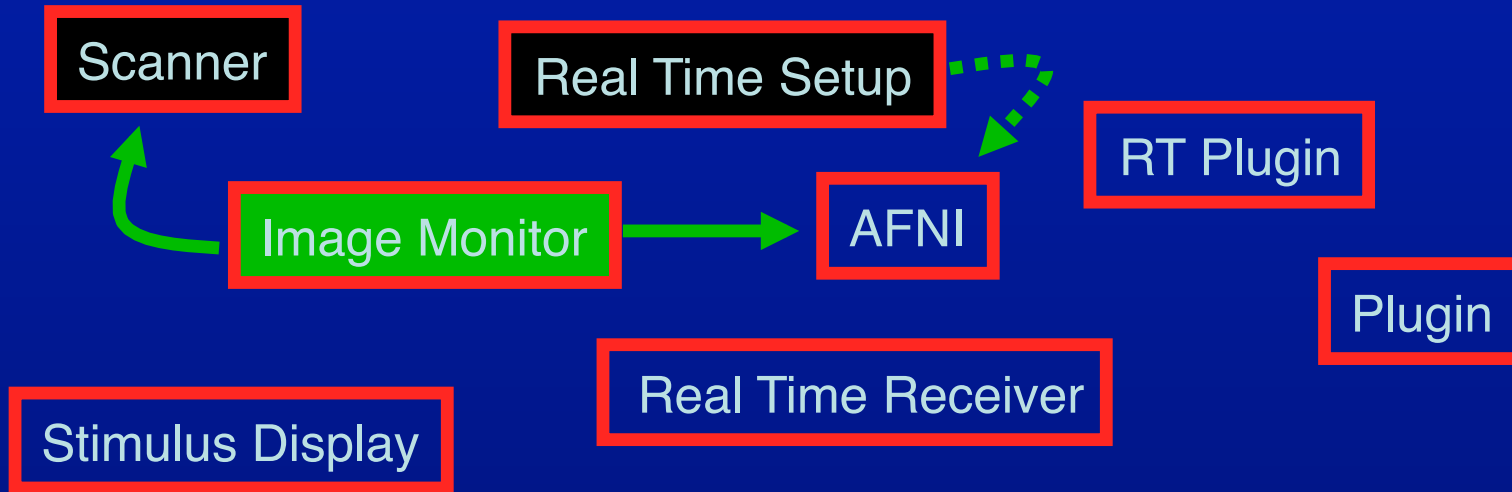 Scanner
Real Time Setup
RT Plugin
Image Monitor
AFNI
Plugin
Real Time Receiver
Stimulus Display